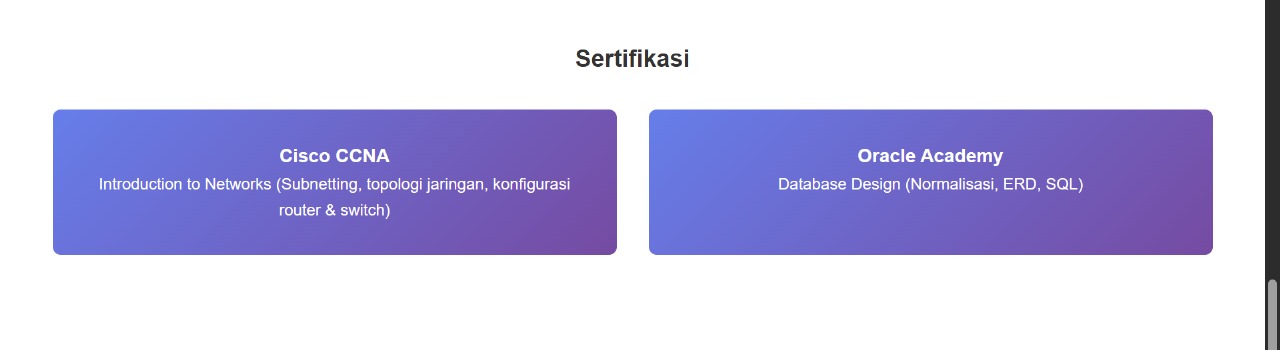 Sertifikasi
Cisco CCNA
Introduction to Networks (Subnetting, topologi jaringan, konfigurasi
router & switch)
Oracle Academy
Database Design (Normalisasi, ERD, SQL)